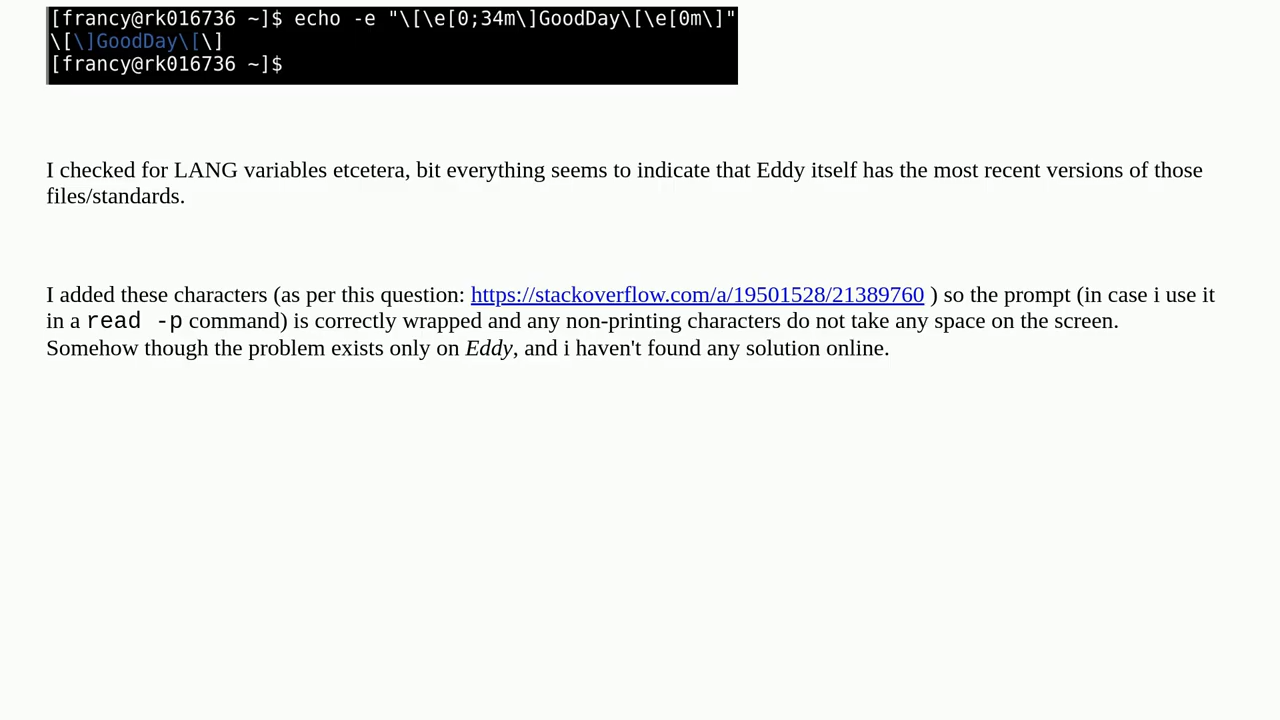 [francy@rk016736 ~]$ echo -e "\[\e[0;34m\]GoodDay\[\e[0m\]"
\[\]GoodDay\[\]
[francy@rk016736 ~]$
I checked for LANG variables etcetera, bit everything seems to indicate that Eddy itself has the most recent versions of those
files/standards.
I added these characters (as per this question: https://stackoverflow.com/a/19501528/21389760 ) so the prompt (in case i use it
in a read -p command) is correctly wrapped and any non-printing characters do not take any space on the screen.
Somehow though the problem exists only on Eddy, and i haven't found any solution online.